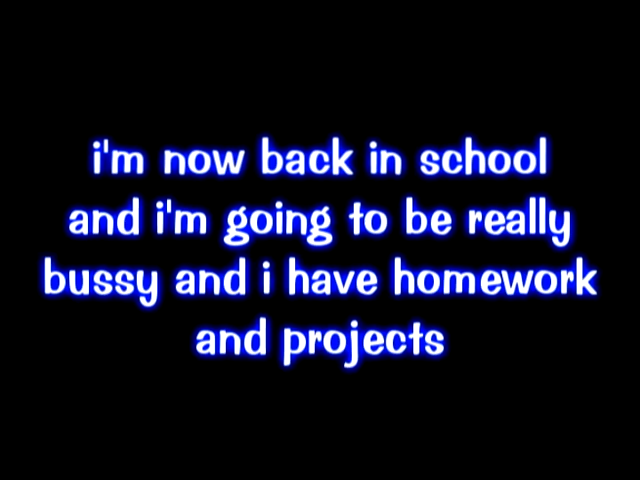 i'm now back in school
and i'm going to be really
bussy and i have homework
and projects